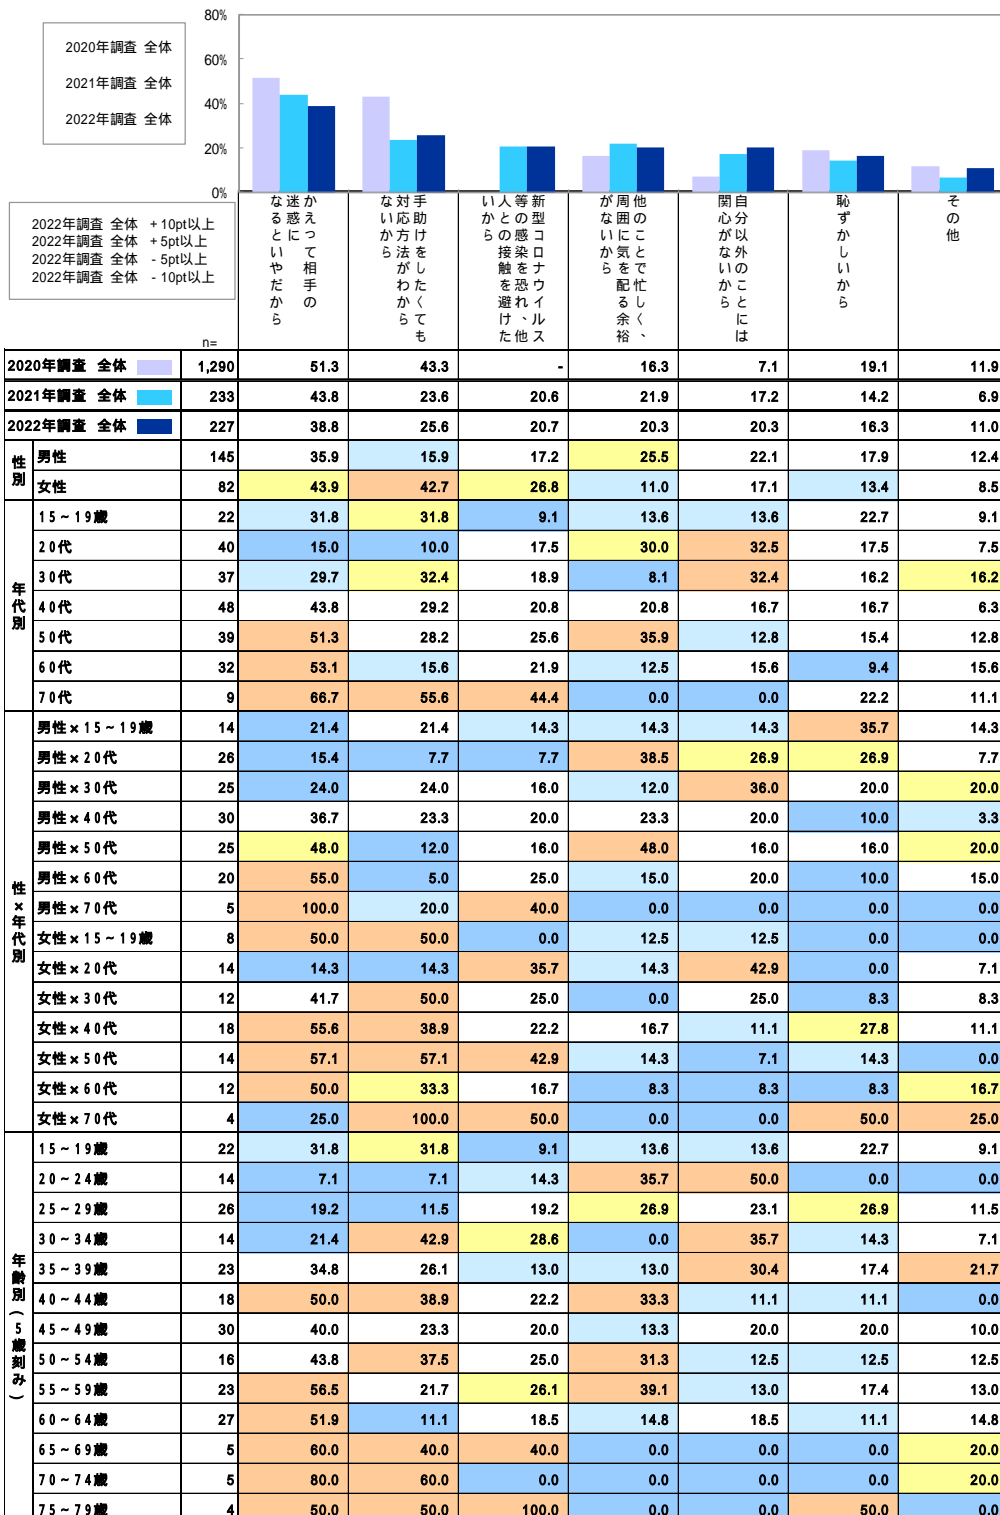 80%
60%
40%
20%
0%
2020年調査 全体
2021年調査 全体
2022年調査 全体
2022年調査 全体 +10pt以上
2022年調査 全体 +5pt以上
2022年調査 全体 -5pt以上
2022年調査 全体 -10pt以上
n=
かえって相手の
迷惑に
なるといやだから
手助けをしたくても
対応方法がわから
ないから
新型コロナウイルス
等の感染を恐れ、他
人との接触を避けた
いから
他のことで忙しく、
周囲に気を配る余裕
がないから
自分以外のことには
関心がないから
恥ずかしいから
その他
2020年調査 全体 1,290 51.3 43.3 - 16.3 7.1 19.1 11.9
2021年調査 全体 233 43.8 23.6 20.6 21.9 17.2 14.2 6.9
2022年調査 全体 227 38.8 25.6 20.7 20.3 20.3 16.3 11.0
性別
男性 145 35.9 15.9 17.2 25.5 22.1 17.9 12.4
女性 82 43.9 42.7 26.8 11.0 17.1 13.4 8.5
年代別
15~19歳 22 31.8 31.8 9.1 13.6 13.6 22.7 9.1
20代 40 15.0 10.0 17.5 30.0 32.5 17.5 7.5
30代 37 29.7 32.4 18.9 8.1 32.4 16.2 16.2
40代 48 43.8 29.2 20.8 20.8 16.7 16.7 6.3
50代 39 51.3 28.2 25.6 35.9 12.8 15.4 12.8
60代 32 53.1 15.6 21.9 12.5 15.6 9.4 15.6
70代 9 66.7 55.6 44.4 0.0 0.0 22.2 11.1
性×年代別
男性×15~19歳 14 21.4 21.4 14.3 14.3 14.3 35.7 14.3
男性×20代 26 15.4 7.7 7.7 38.5 26.9 26.9 7.7
男性×30代 25 24.0 24.0 16.0 12.0 36.0 20.0 20.0
男性×40代 30 36.7 23.3 20.0 23.3 20.0 10.0 3.3
男性×50代 25 48.0 12.0 16.0 48.0 16.0 16.0 20.0
男性×60代 20 55.0 5.0 25.0 15.0 20.0 10.0 15.0
男性×70代 5 100.0 20.0 40.0 0.0 0.0 0.0 0.0
女性×15~19歳 8 50.0 50.0 0.0 12.5 12.5 0.0 0.0
女性×20代 14 14.3 14.3 35.7 14.3 42.9 0.0 7.1
女性×30代 12 41.7 50.0 25.0 0.0 25.0 8.3 8.3
女性×40代 18 55.6 38.9 22.2 16.7 11.1 27.8 11.1
女性×50代 14 57.1 57.1 42.9 14.3 7.1 14.3 0.0
女性×60代 12 50.0 33.3 16.7 8.3 8.3 8.3 16.7
女性×70代 4 25.0 100.0 50.0 0.0 0.0 50.0 25.0
年齢別(5歳刻み)
15~19歳 22 31.8 31.8 9.1 13.6 13.6 22.7 9.1
20~24歳 14 7.1 7.1 14.3 35.7 50.0 0.0 0.0
25~29歳 26 19.2 11.5 19.2 26.9 23.1 26.9 11.5
30~34歳 14 21.4 42.9 28.6 0.0 35.7 14.3 7.1
35~39歳 23 34.8 26.1 13.0 13.0 30.4 17.4 21.7
40~44歳 18 50.0 38.9 22.2 33.3 11.1 11.1 0.0
45~49歳 30 40.0 23.3 20.0 13.3 20.0 20.0 10.0
50~54歳 16 43.8 37.5 25.0 31.3 12.5 12.5 12.5
55~59歳 23 56.5 21.7 26.1 39.1 13.0 17.4 13.0
60~64歳 27 51.9 11.1 18.5 14.8 18.5 11.1 14.8
65~69歳 5 60.0 40.0 40.0 0.0 0.0 0.0 20.0
70~74歳 5 80.0 60.0 0.0 0.0 0.0 0.0 20.0
75~79歳 4 50.0 50.0 100.0 0.0 0.0 50.0 0.0